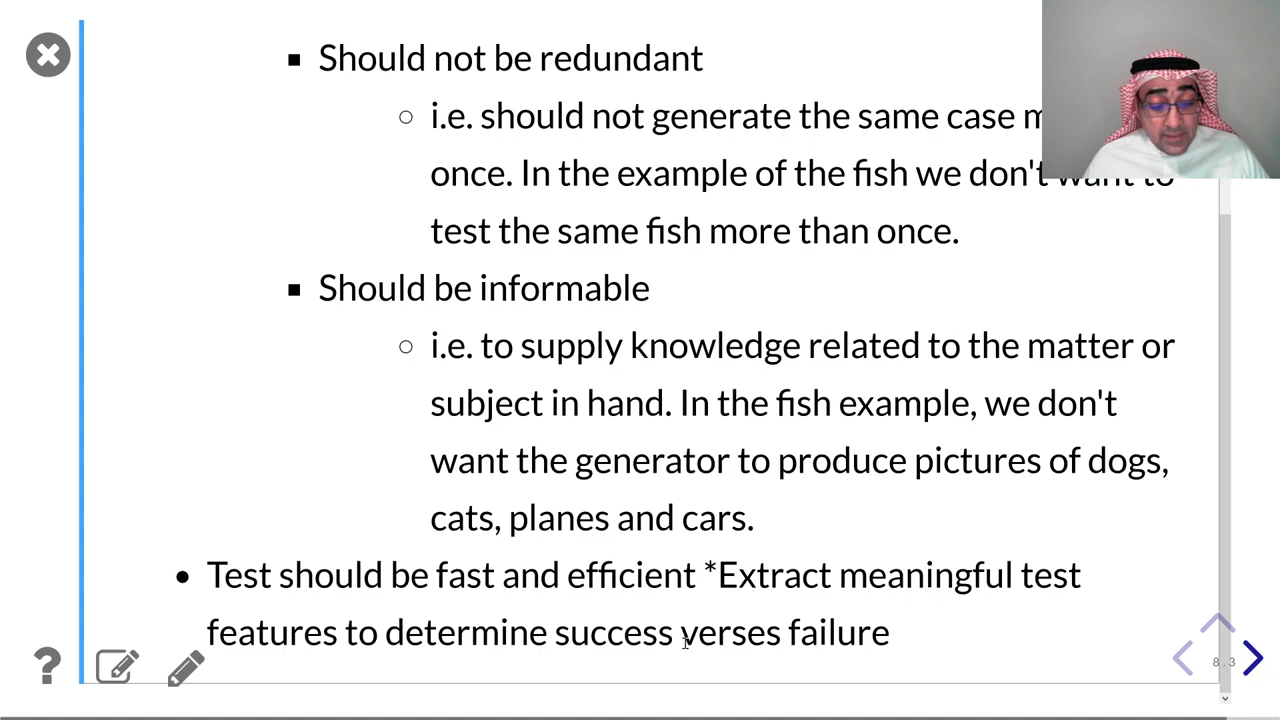 Should not be redundant
i.e. should not generate the same case
once. In the example of the fish we don't want to
test the same fish more than once.
Should be informable
i.e. to supply knowledge related to the matter or
subject in hand. In the fish example, we don't
want the generator to produce pictures of dogs,
cats, planes and cars.
Test should be fast and efficient *Extract meaningful test
features to determine success verses failure
?
8.3